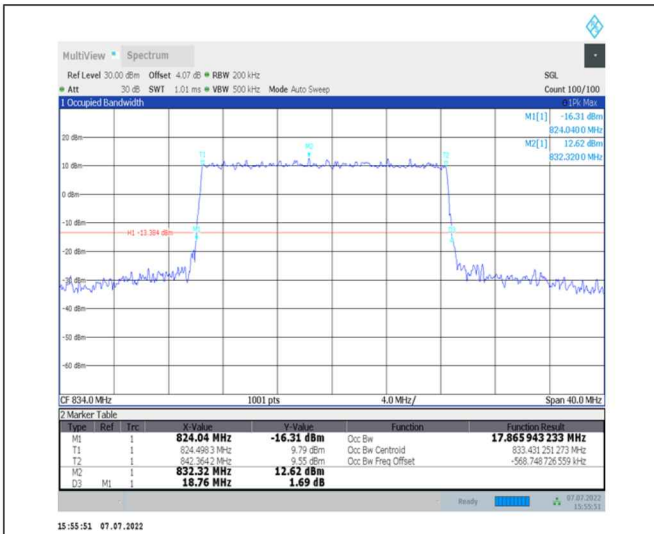 MultiView Spectrum
Ref Level 30.00 dBm Offset 4.07 dB RBW 200 kHz SGL
Att 30 dB SWT 1.01 ms VBW 500 kHz Mode Auto Sweep Count 100/100
1 Occupied Bandwidth 1Pk Max
M1[1] -16.31 dBm
824.0400 MHz
M2[1] 12.62 dBm
832.3200 MHz
20 dBm
10 dBm
0 dBm
-10 dBm
H1 -13.384 dBm
-20 dBm
-30 dBm
-40 dBm
-50 dBm
-60 dBm
CF 834.0 MHz 1001 pts 4.0 MHz/ Span 40.0 MHz
2 Marker Table
Type Ref Trc X-Value Y-Value Function Function Result
M1 1 824.04 MHz -16.31 dBm Occ Bw 17.865 943 233 MHz
T1 1 824.498 3 MHz 9.79 dBm Occ Bw Centroid 833.431 251 273 MHz
T2 1 842.364 2 MHz 9.55 dBm Occ Bw Freq Offset -568.748 726 559 kHz
M2 1 832.32 MHz 12.62 dBm
D3 M1 1 18.76 MHz 1.69 dB
Ready 07.07.2022
15:55:51
15:55:51 07.07.2022